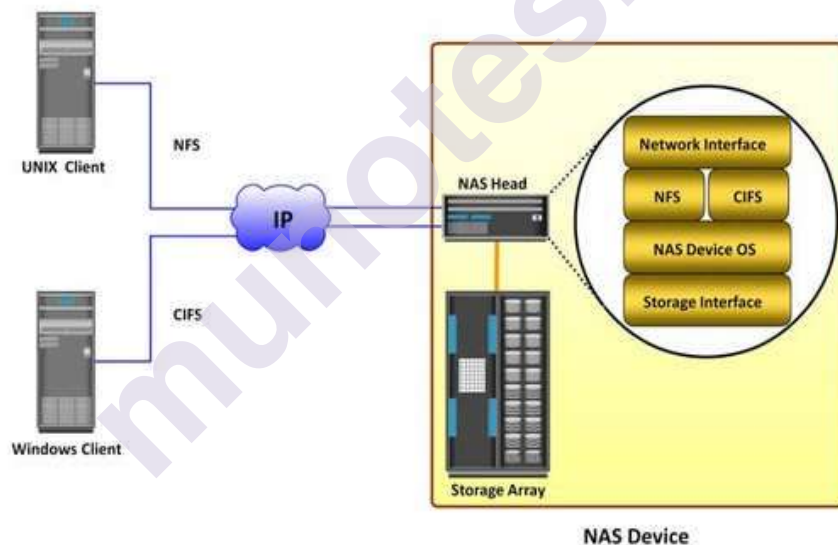 UNIX Client
NFS
IP
CIFS
Windows Client
NAS Head
Storage Array
Network Interface
NFS
CIFS
NAS Device OS
Storage Interface
NAS Device
munotes